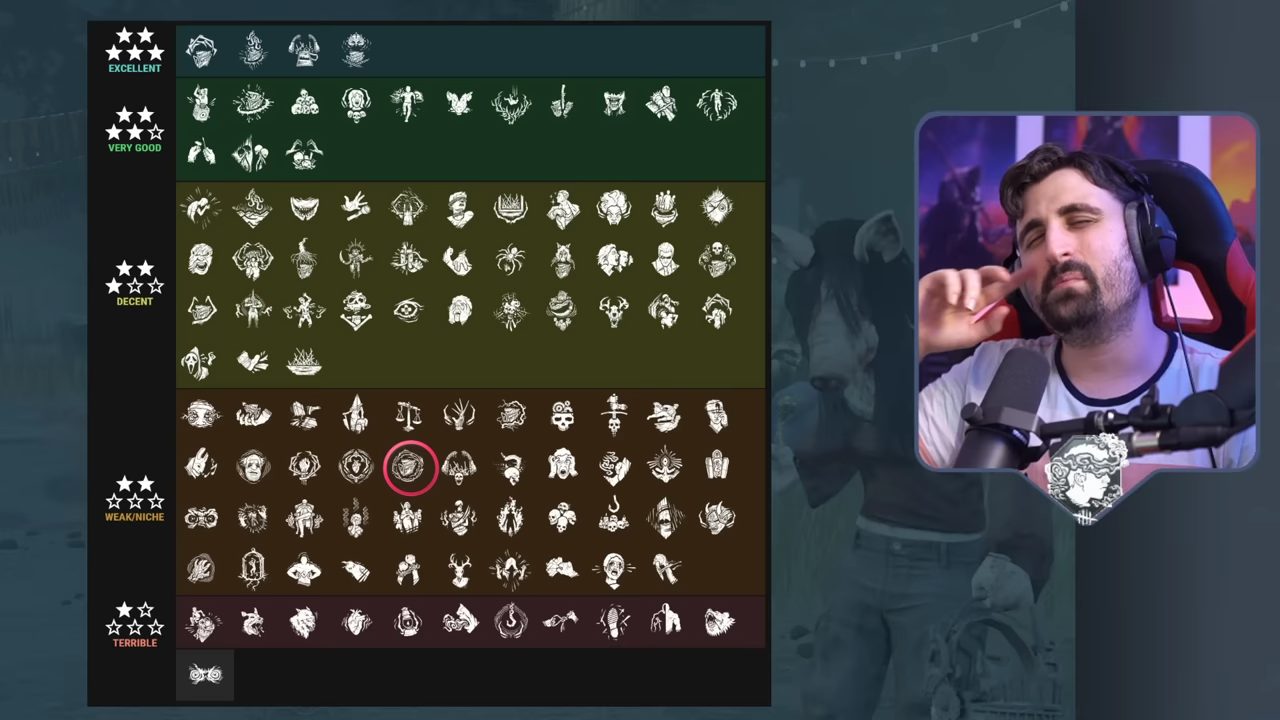 EXCELLENT
VERY GOOD
DECENT
WEAK/NICHE
TERRIBLE